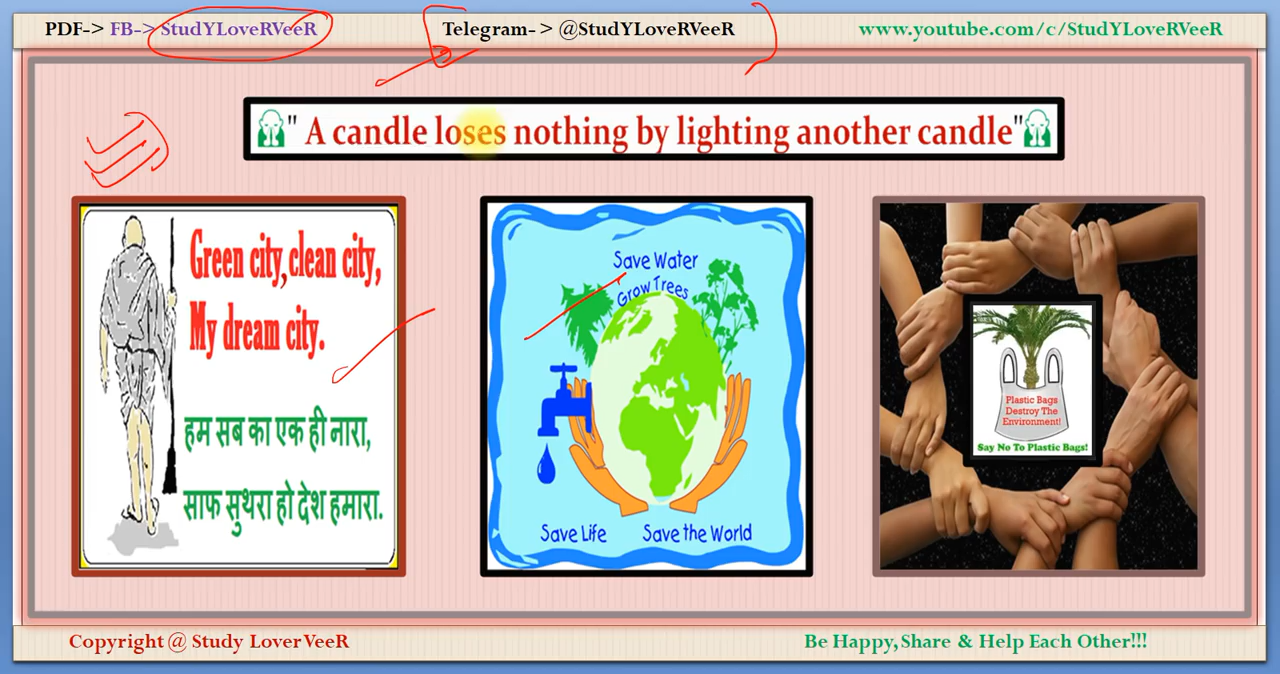 PDF-> FB-> StudYLoveRVeeR
Telegram- > @StudYLoveRVeeR
www.youtube.com/c/StudYLoveRVeeR
" A candle loses nothing by lighting another candle"
Green city,clean city,
My dream city.
हम सब का एक ही नारा,
साफ सुथरा हो देश हमारा.
Save Water
Grow Trees
Save Life Save the World
Plastic Bags
Destroy The
Environment!
Say No To Plastic Bags!
Copyright @ Study LoverVeeR
Be Happy,Share & Help Each Other!!!